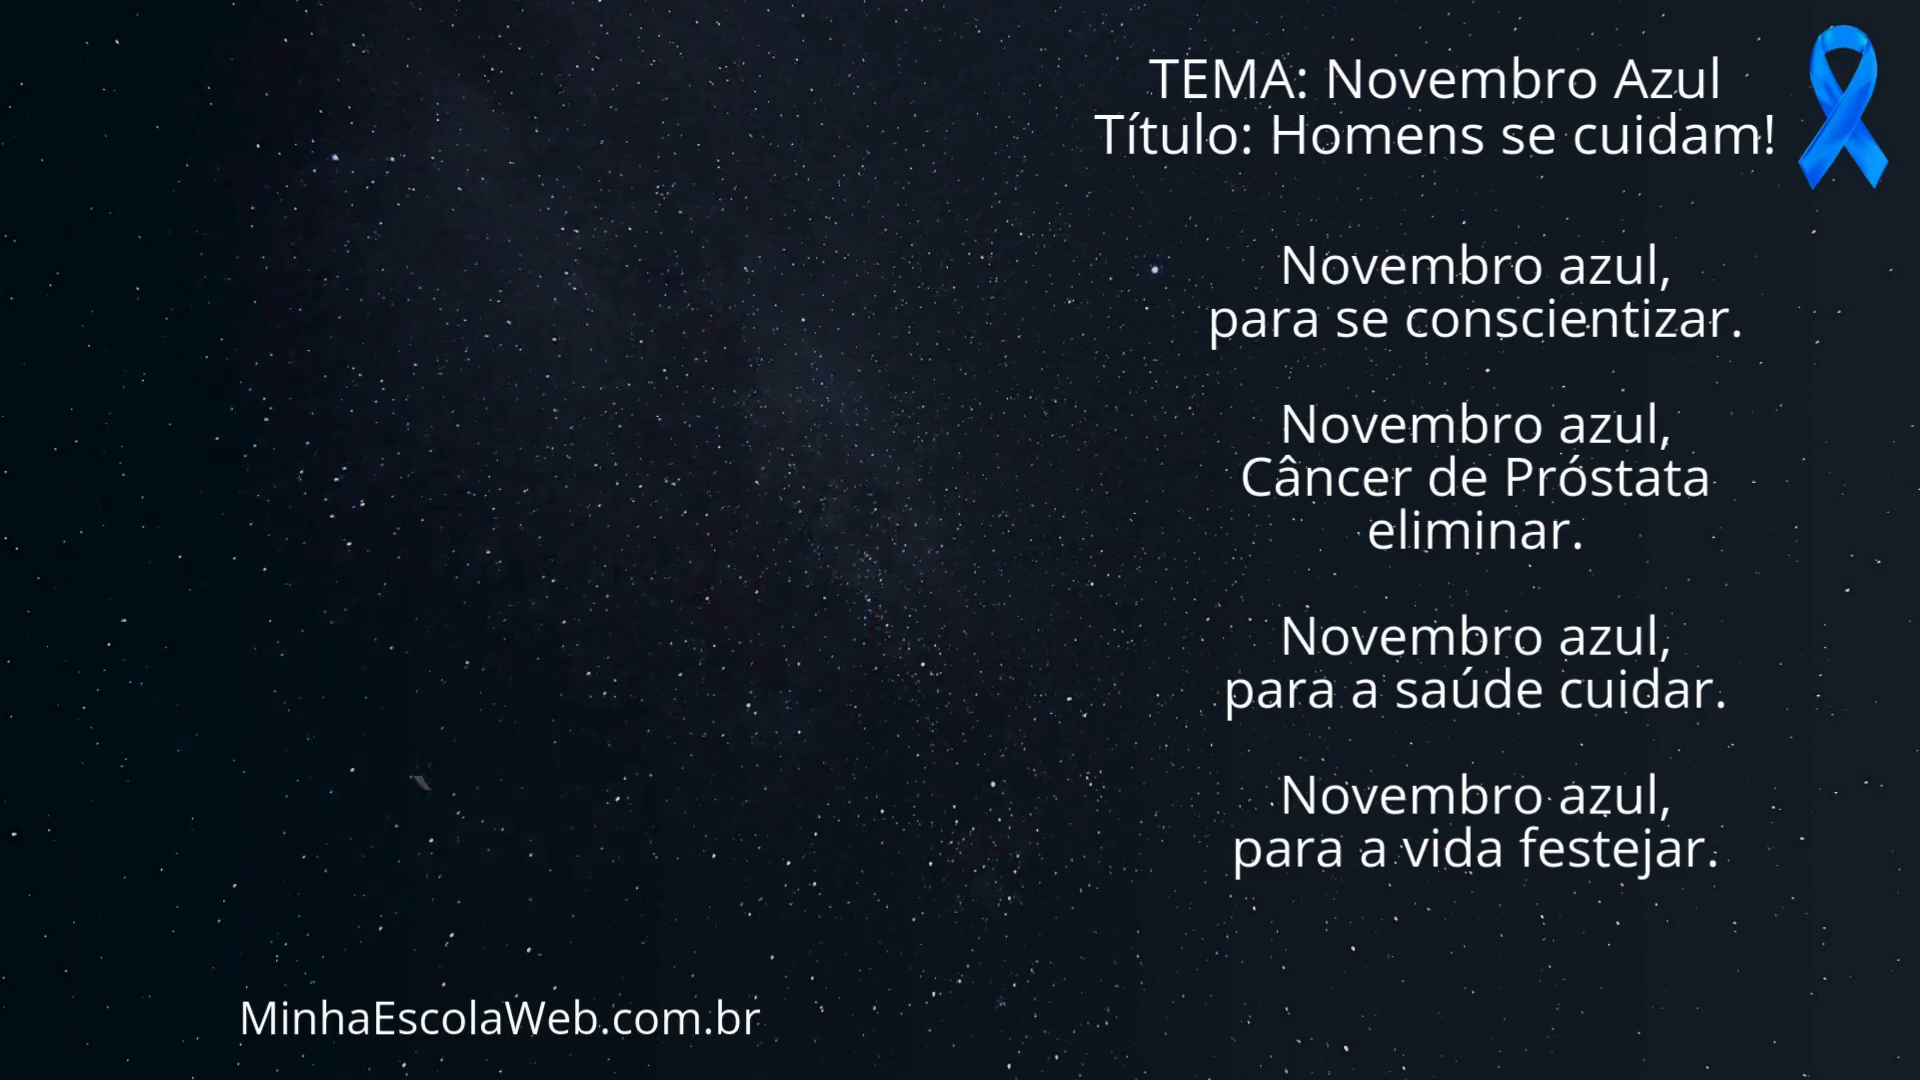 TEMA: Novembro Azul
Título: Homens se cuidam!
Novembro azul,
para se conscientizar.
Novembro azul,
Câncer de Próstata
eliminar.
Novembro azul,
para a saúde cuidar.
Novembro azul,
para a vida festejar.
MinhaEscolaWeb.com.br